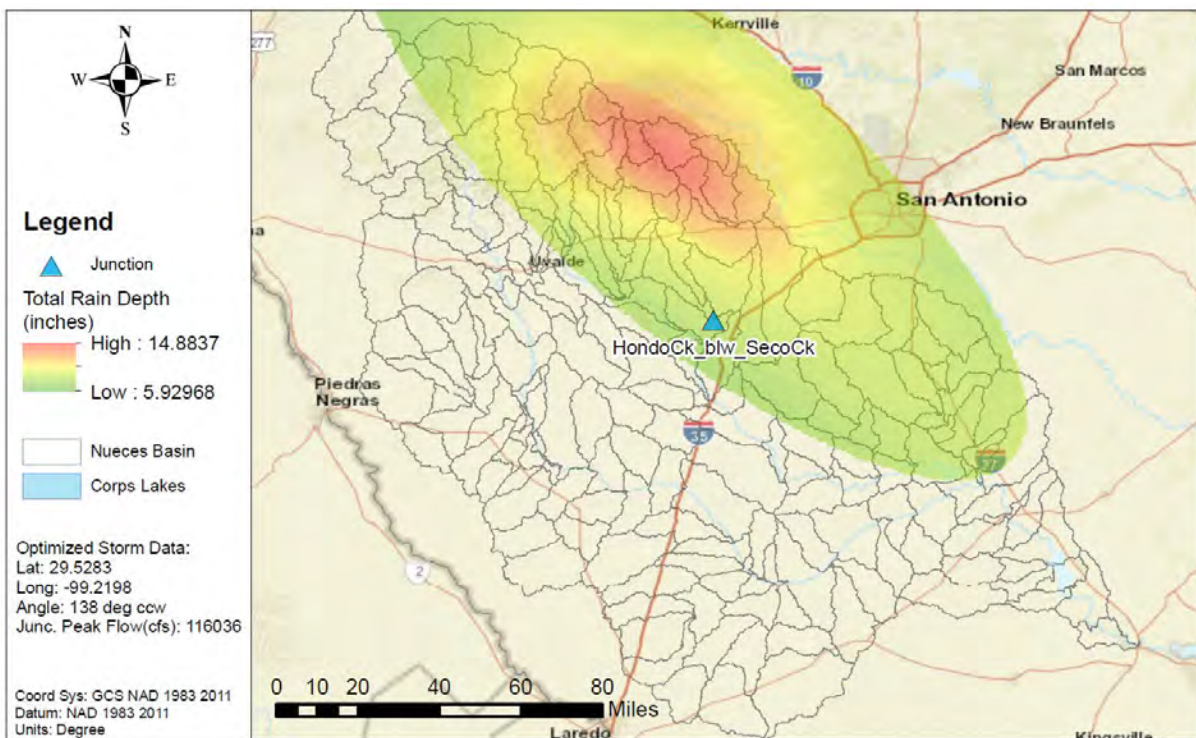 N
W E
S
Legend
Junction
Total Rain Depth
(inches)
High : 14.8837
Low : 5.92968
Nueces Basin
Corps Lakes
Optimized Storm Data:
Lat: 29.5283
Long: -99.2198
Angle: 138 deg ccw
Junc. Peak Flow(cfs): 116036
Coord Sys: GCS NAD 1983 2011
Datum: NAD 1983 2011
Units: Degree
277
Kerrville
10
San Marcos
New Braunfels
San Antonio
na
Uvalde
HondoCk_blw_SecoCk
Piedras
Negras
35
37
2
0 10 20 40 60 80
Miles
Laredo
Kingsville